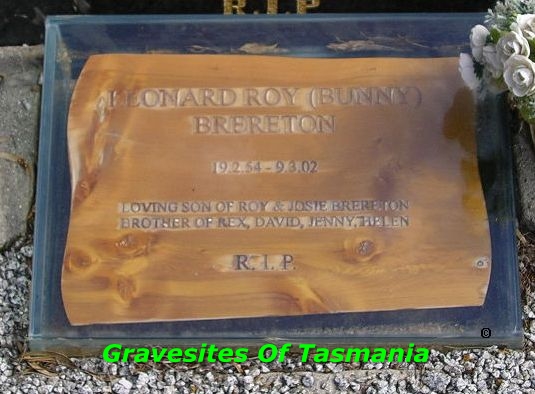 R.I.P
LEONARD ROY (BUNNY)
BRERETON
19.2.54 - 9.3.02
LOVING SON OF ROY & JOSIE BRERETON
BROTHER OF REX, DAVID, JENNY, HELEN
R. I. P.
©
Gravesites Of Tasmania